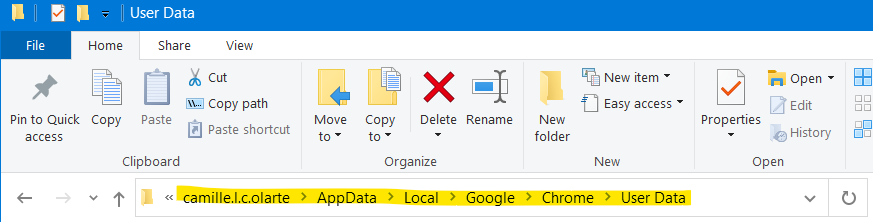 User Data
File Home Share View
Pin to Quick access
Copy
Paste
Cut
Copy path
Paste shortcut
Clipboard
Move to
Copy to
Delete
Rename
Organize
New folder
New item
Easy access
New
Properties
Open
Edit
History
Open
« camille.l.c.olarte > AppData > Local > Google > Chrome > User Data